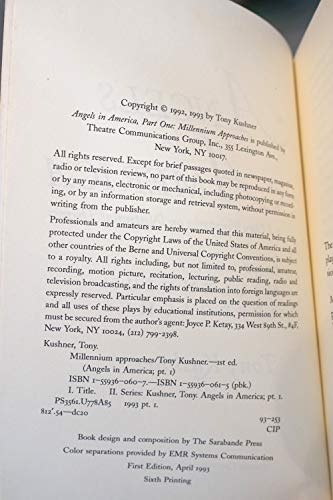 Copyright © 1992, 1993 by Tony Kushner
Angels in America, Part One: Millennium Approaches is published by
Theatre Communications Group, Inc., 355 Lexington Ave.,
New York, NY 10017.
All rights reserved. Except for brief passages quoted in newspaper, magazine,
radio or television reviews, no part of this book may be reproduced in any form
or by any means, electronic or mechanical, including photocopying or record-
ing, or by an information storage and retrieval system, without permission in
writing from the publisher.
Professionals and amateurs are hereby warned that this material, being fully
protected under the Copyright Laws of the United States of America and all
other countries of the Berne and Universal Copyright Conventions, is subject
to a royalty. All rights including, but not limited to, professional, amateur,
recording, motion picture, recitation, lecturing, public reading, radio and
television broadcasting, and the rights of translation into foreign languages are
expressly reserved. Particular emphasis is placed on the question of readings
and all uses of these plays by educational institutions, permission for which
must be secured from the author's agent: Joyce P. Ketay, 334 West 89th St., #4F,
New York, NY 10024, (212) 799-2398.
Kushner, Tony.
Millennium approaches/Tony Kushner.—1st ed.
(Angels in America; pt. 1)
ISBN 1-55936-060-7.—ISBN 1-55936-061-5 (pbk.)
I. Title. II. Series: Kushner, Tony. Angels in America; pt. 1.
PS3561.U778A85 1993 pt. 1.
812'.54—dc20 93-253
CIP
Book design and composition by The Sarabande Press
Color separations provided by EMR Systems Communication
First Edition, April 1993
Sixth Printing